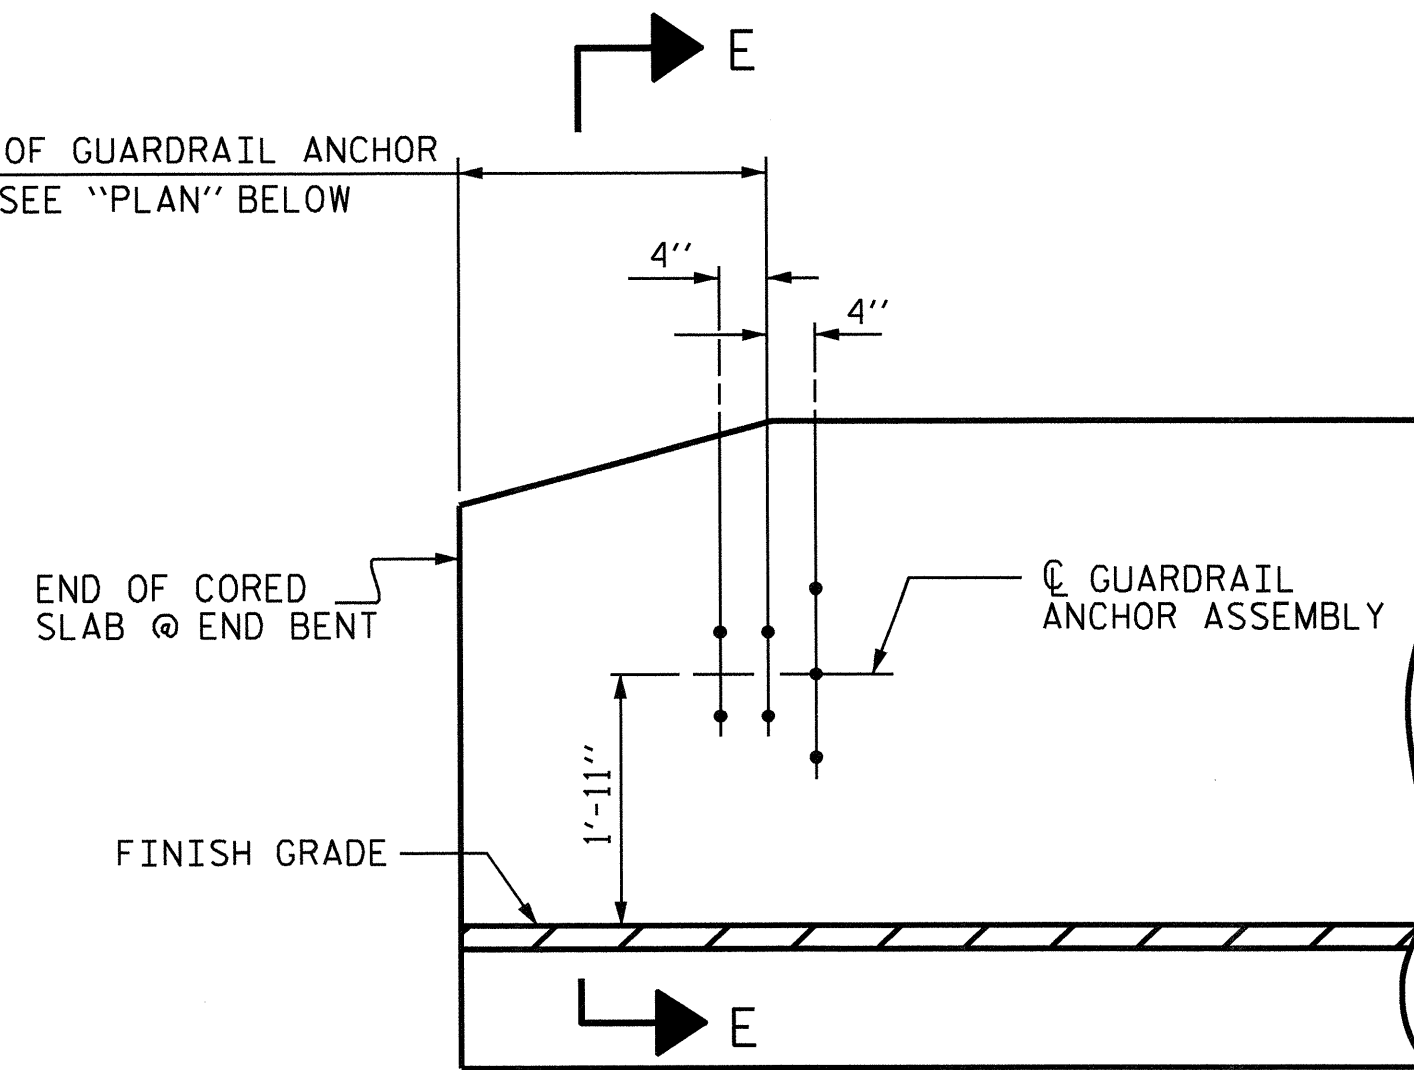 E
OF GUARDRAIL ANCHOR
SEE “PLAN” BELOW
4″
4″
END OF CORED
SLAB @ END BENT
℄ GUARDRAIL
ANCHOR ASSEMBLY
1′-11″
FINISH GRADE
E